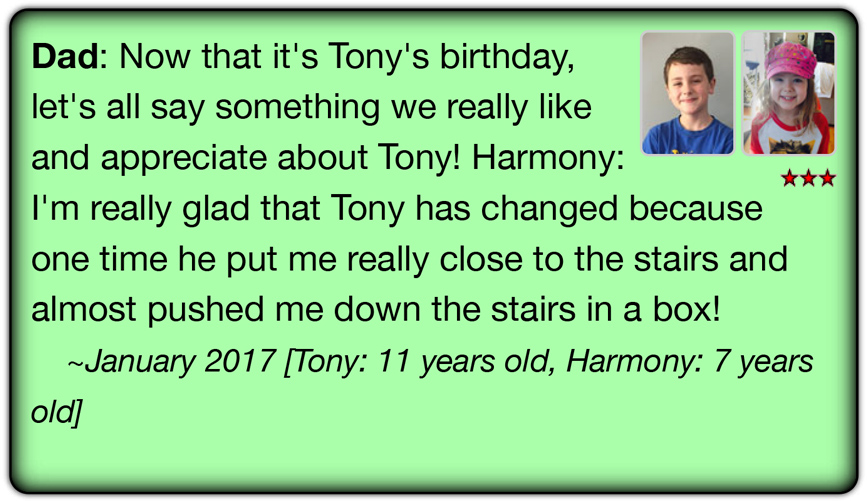 Dad: Now that it's Tony's birthday,
let's all say something we really like
and appreciate about Tony! Harmony:
I'm really glad that Tony has changed because
one time he put me really close to the stairs and
almost pushed me down the stairs in a box!
~January 2017 [Tony: 11 years old, Harmony: 7 years
old]